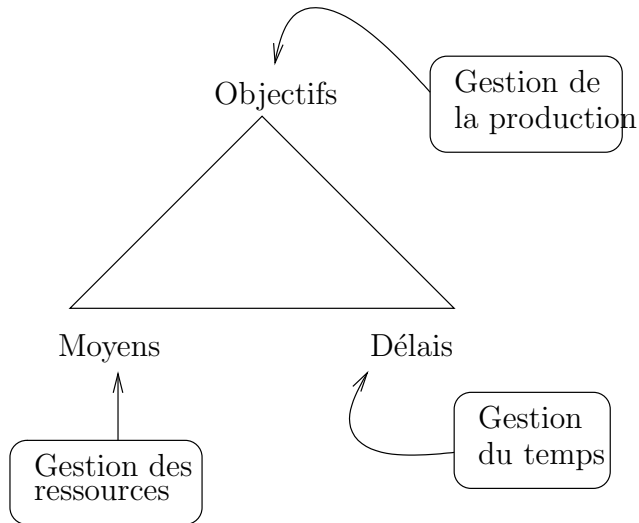 Gestion de
la production
Objectifs
Moyens
Délais
Gestion
du temps
Gestion des
ressources